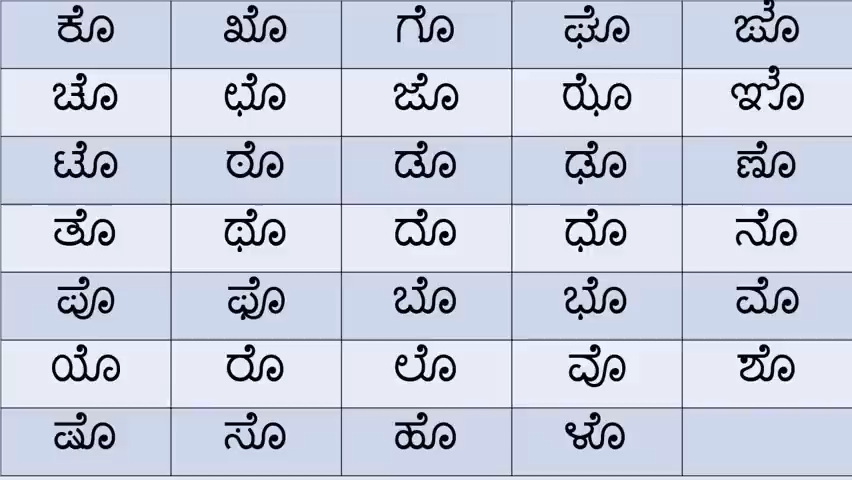 ಕೊ ಖೊ ಗೊ ಘೊ ಙೊ
ಚೊ ಛೊ ಜೊ ಝೊ ಞೊ
ಟೊ ಠೊ ಡೊ ಢೊ ಣೊ
ತೊ ಥೊ ದೊ ಧೊ ನೊ
ಪೊ ಫೊ ಬೊ ಭೊ ಮೊ
ಯೊ ರೊ ಲೊ ವೊ ಶೊ
ಷೊ ಸೊ ಹೊ ಳೊ